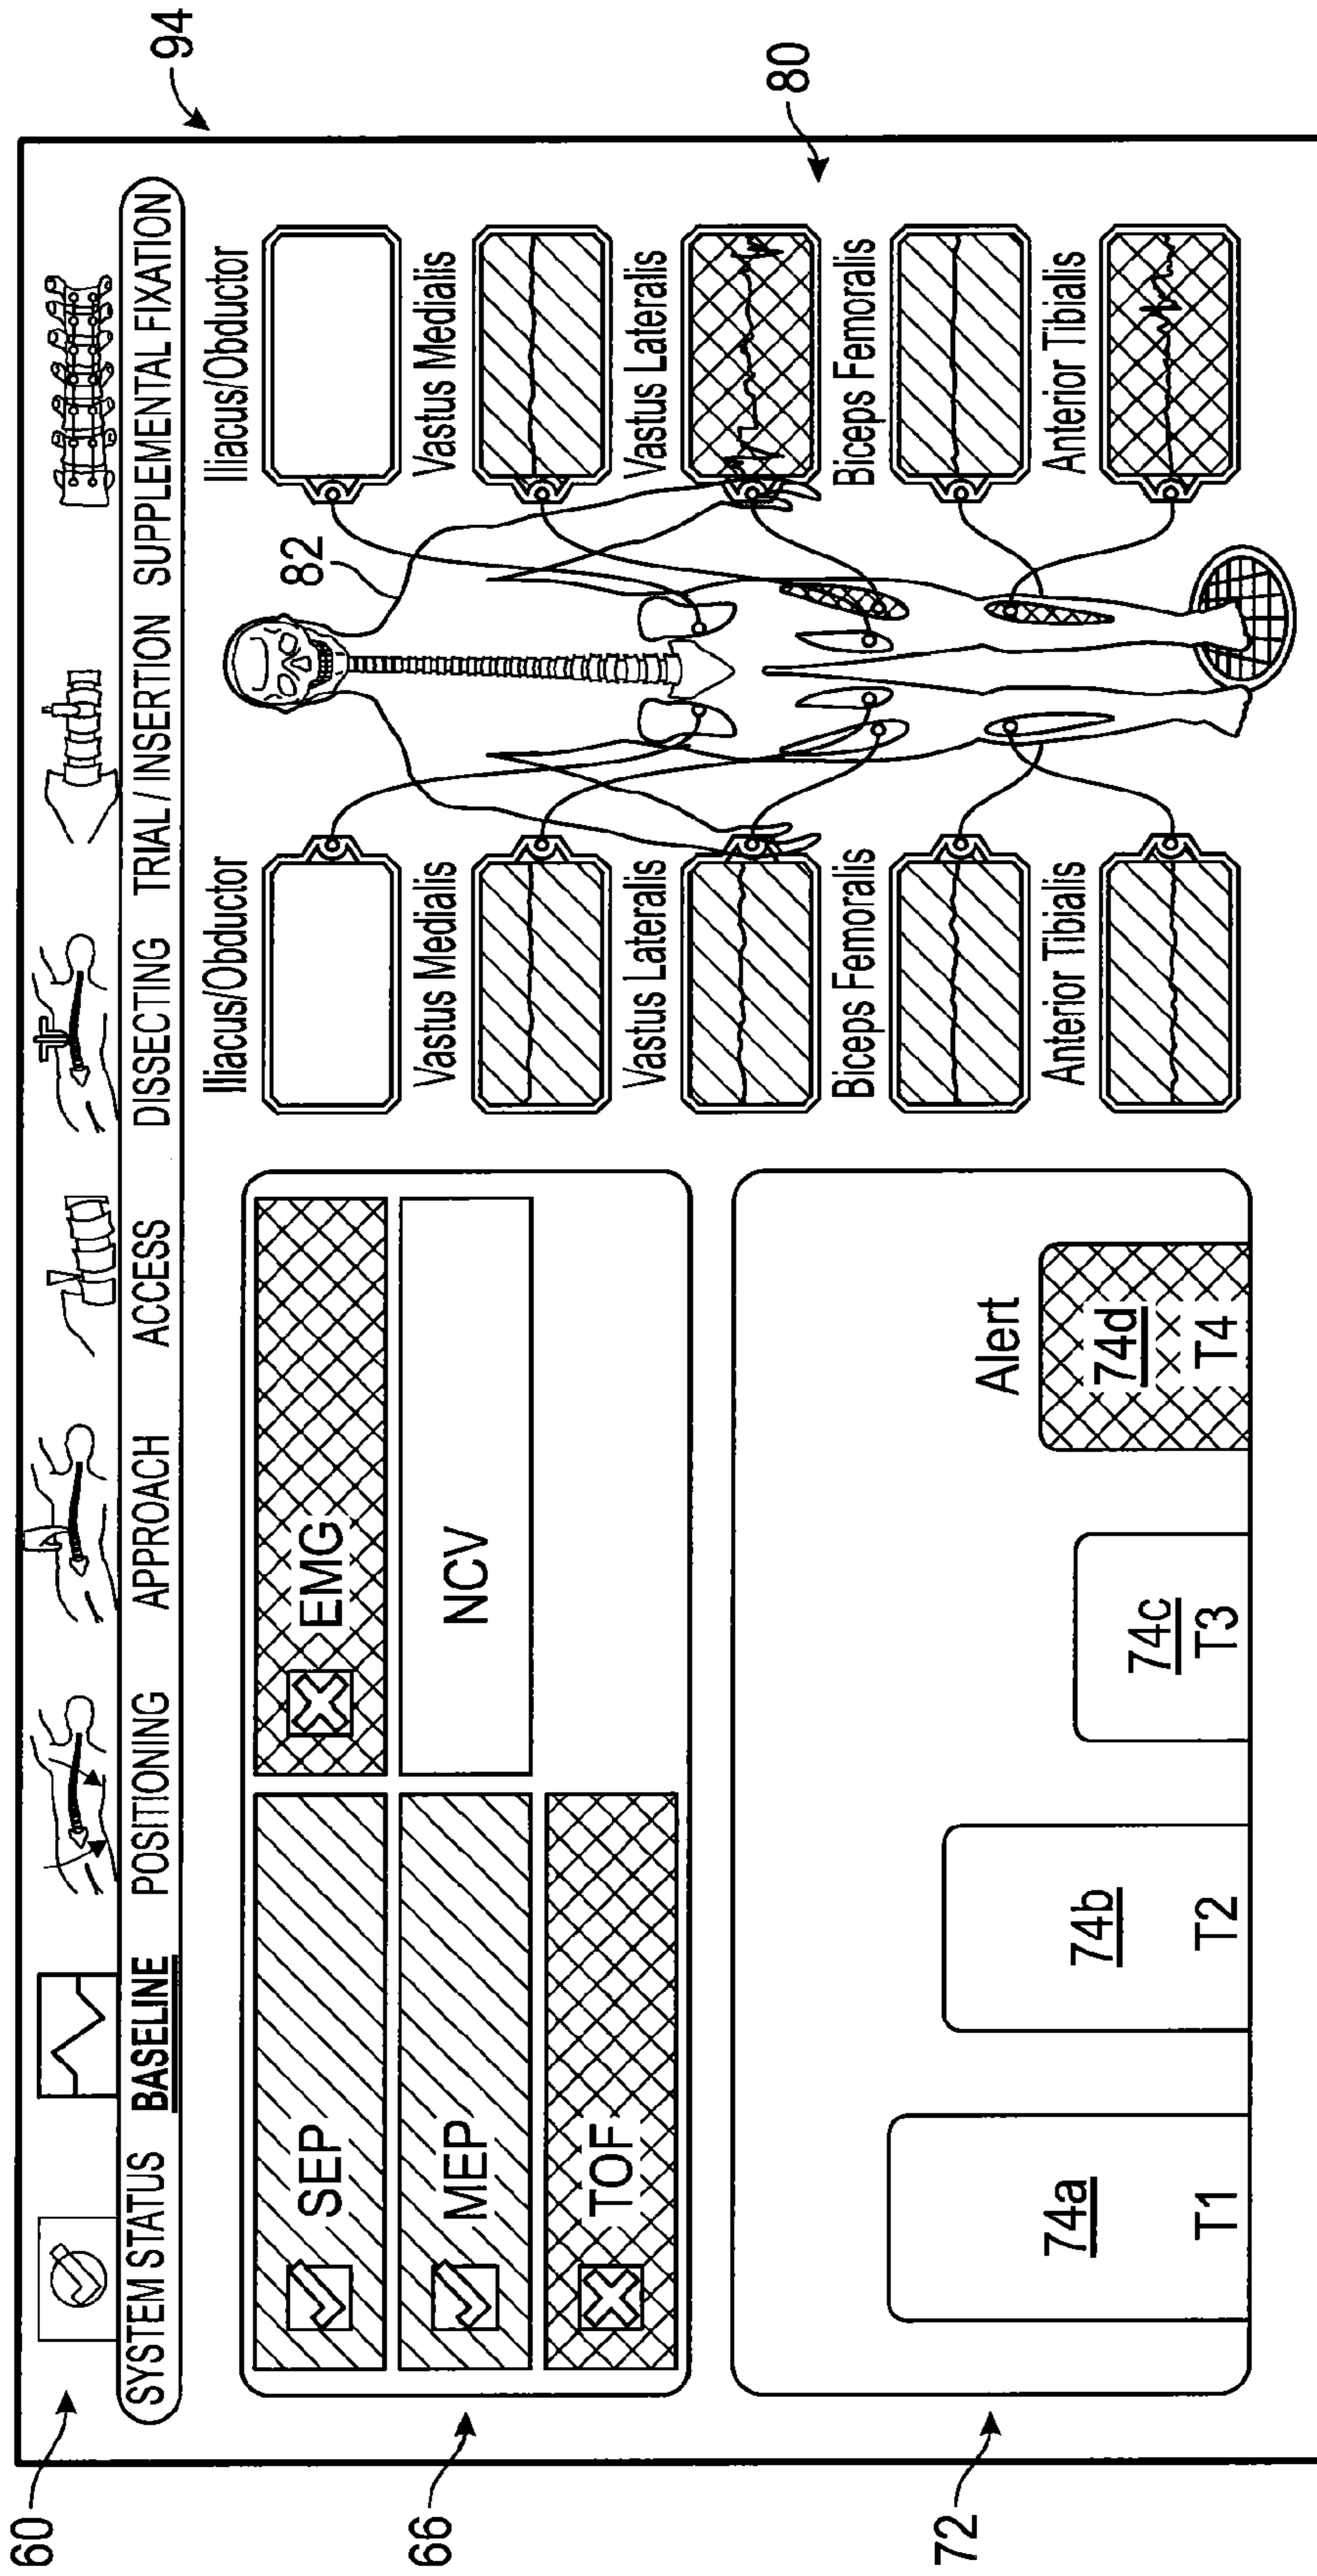 60
94
SYSTEM STATUS BASELINE POSITIONING APPROACH ACCESS DISSECTING TRIAL/INSERTION SUPPLEMENTAL FIXATION
66
SEP
EMG
MEP
NCV
TOF
72
Alert
74a
74b
74c
74d
T1
T2
T3
T4
80
82
Iliacus/Obductor
Iliacus/Obductor
Vastus Medialis
Vastus Medialis
Vastus Lateralis
Vastus Lateralis
Biceps Femoralis
Biceps Femoralis
Anterior Tibialis
Anterior Tibialis